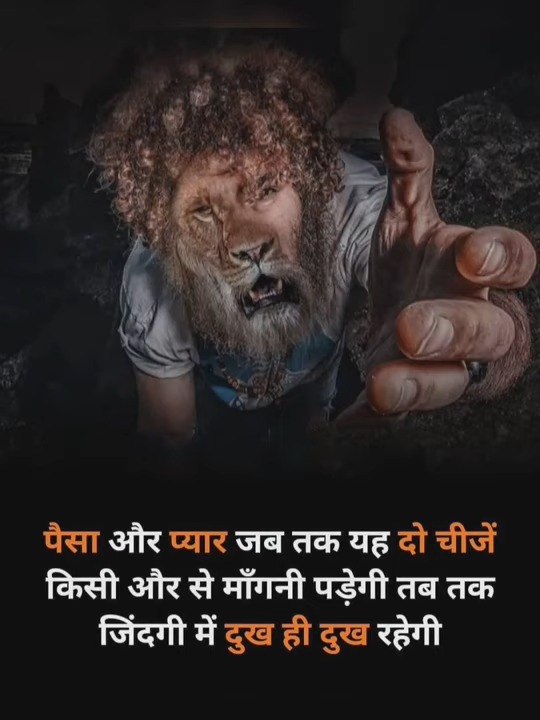 पैसा और प्यार जब तक यह दो चीजें
किसी और से माँगनी पड़ेगी तब तक
जिंदगी में दुख ही दुख रहेगी